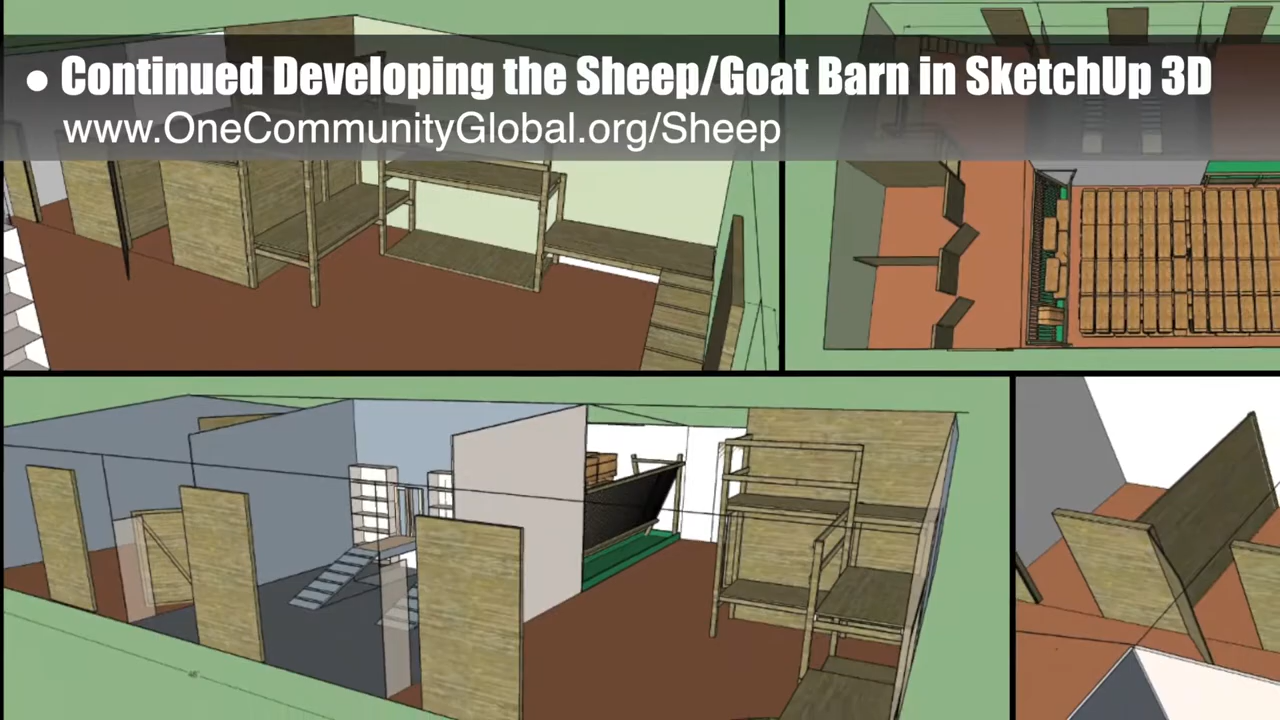 ● Continued Developing the Sheep/Goat Barn in SketchUp 3D
www.OneCommunityGlobal.org/Sheep